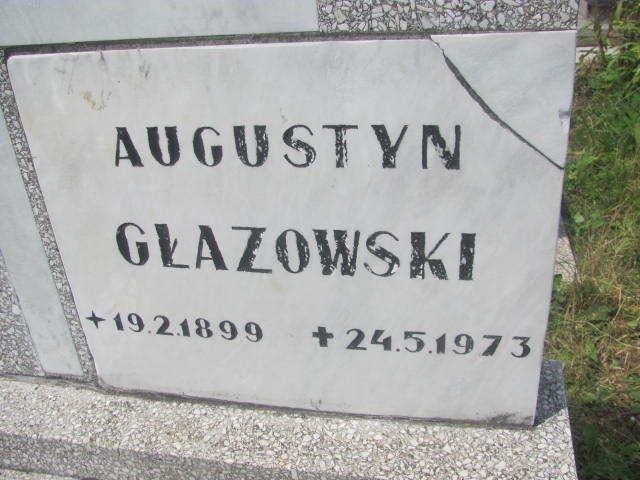 AUGUSTYN
GŁAZOWSKI
+19.2.1899 +24.5.1973